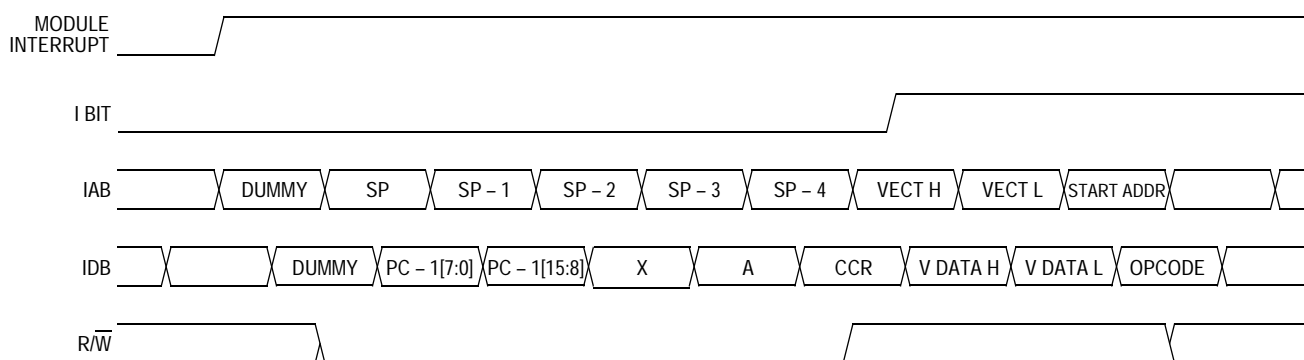 MODULE
INTERRUPT
I BIT
IAB DUMMY SP SP – 1 SP – 2 SP – 3 SP – 4 VECT H VECT L START ADDR
IDB DUMMY PC – 1[7:0] PC – 1[15:8] X A CCR V DATA H V DATA L OPCODE
R/W̅